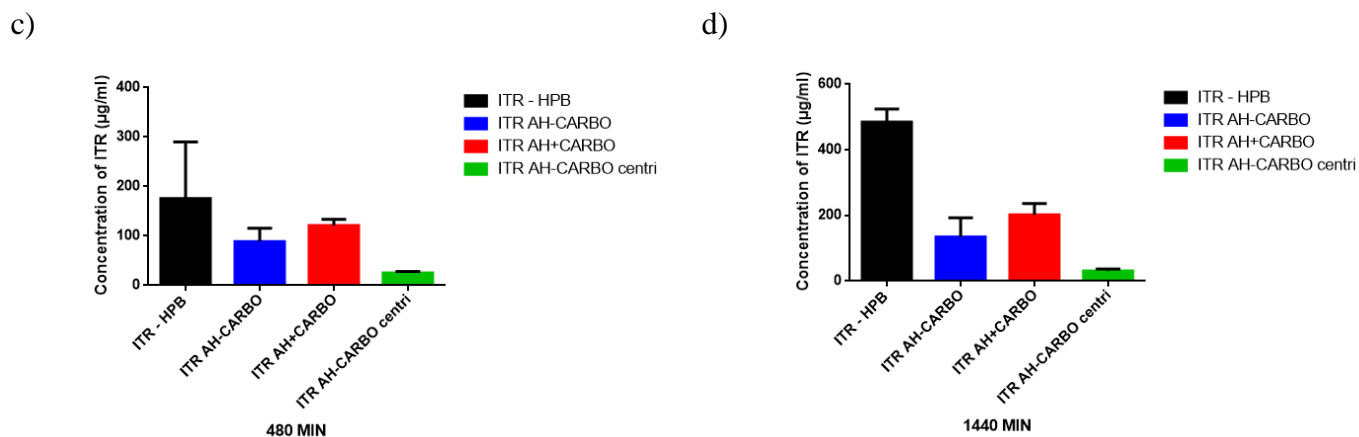 c)
Concentration of ITR (µg/ml)
400
300
200
100
0
ITR - HPB
ITR AH-CARBO
ITR AH+CARBO
ITR AH-CARBO centri
480 MIN
ITR - HPB
ITR AH-CARBO
ITR AH+CARBO
ITR AH-CARBO centri
d)
Concentration of ITR (µg/ml)
600
400
200
0
ITR - HPB
ITR AH-CARBO
ITR AH+CARBO
ITR AH-CARBO centri
1440 MIN
ITR - HPB
ITR AH-CARBO
ITR AH+CARBO
ITR AH-CARBO centri